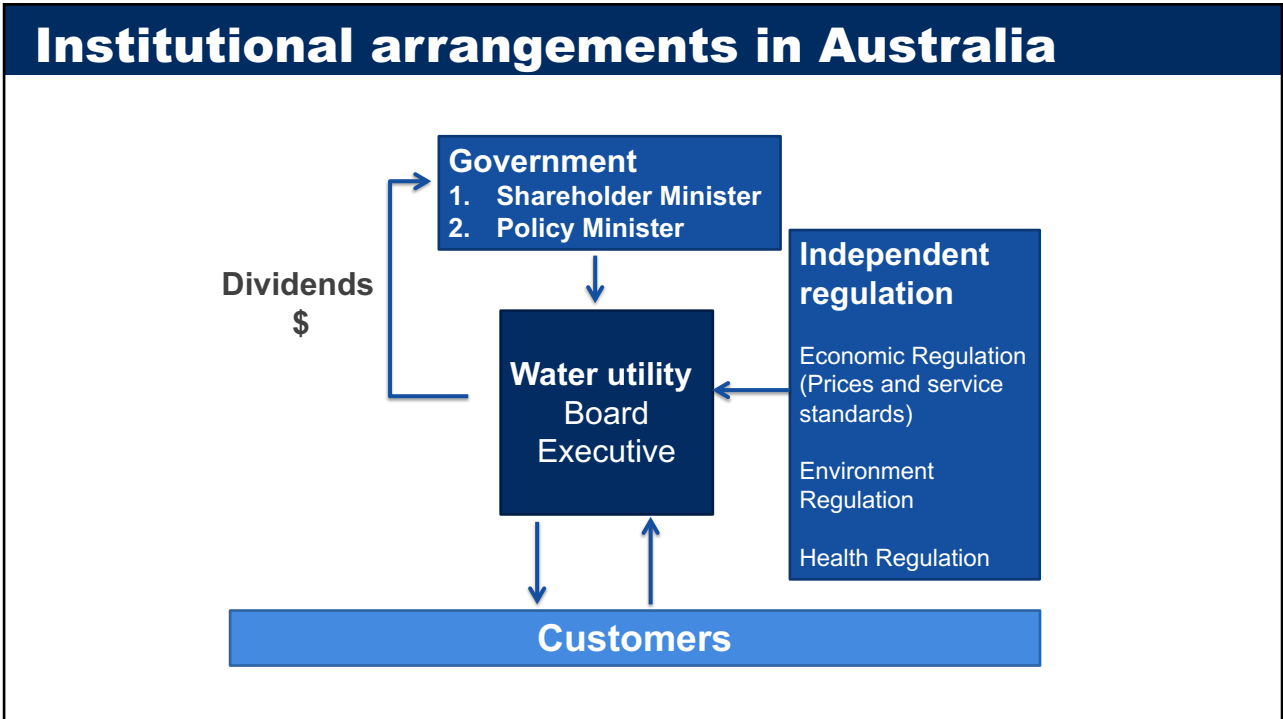 Institutional arrangements in Australia
Government
1. Shareholder Minister
2. Policy Minister
Dividends
$
Independent
regulation
Economic Regulation
(Prices and service
standards)
Environment
Regulation
Health Regulation
Water utility
Board
Executive
Customers